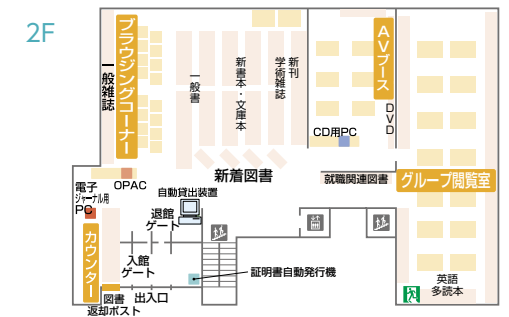 2F
ブラウジングコーナー
一般雑誌
一般書
新書本・文庫本
新刊
学術雑誌
AVブース
DVD
CD用PC
新着図書
就職関連図書
グループ閲覧室
電子
ジャーナル用
PC
OPAC
自動貸出装置
退館
ゲート
カウンター
入館
ゲート
証明書自動発行機
図書
返却ポスト
出入口
英語
多読本